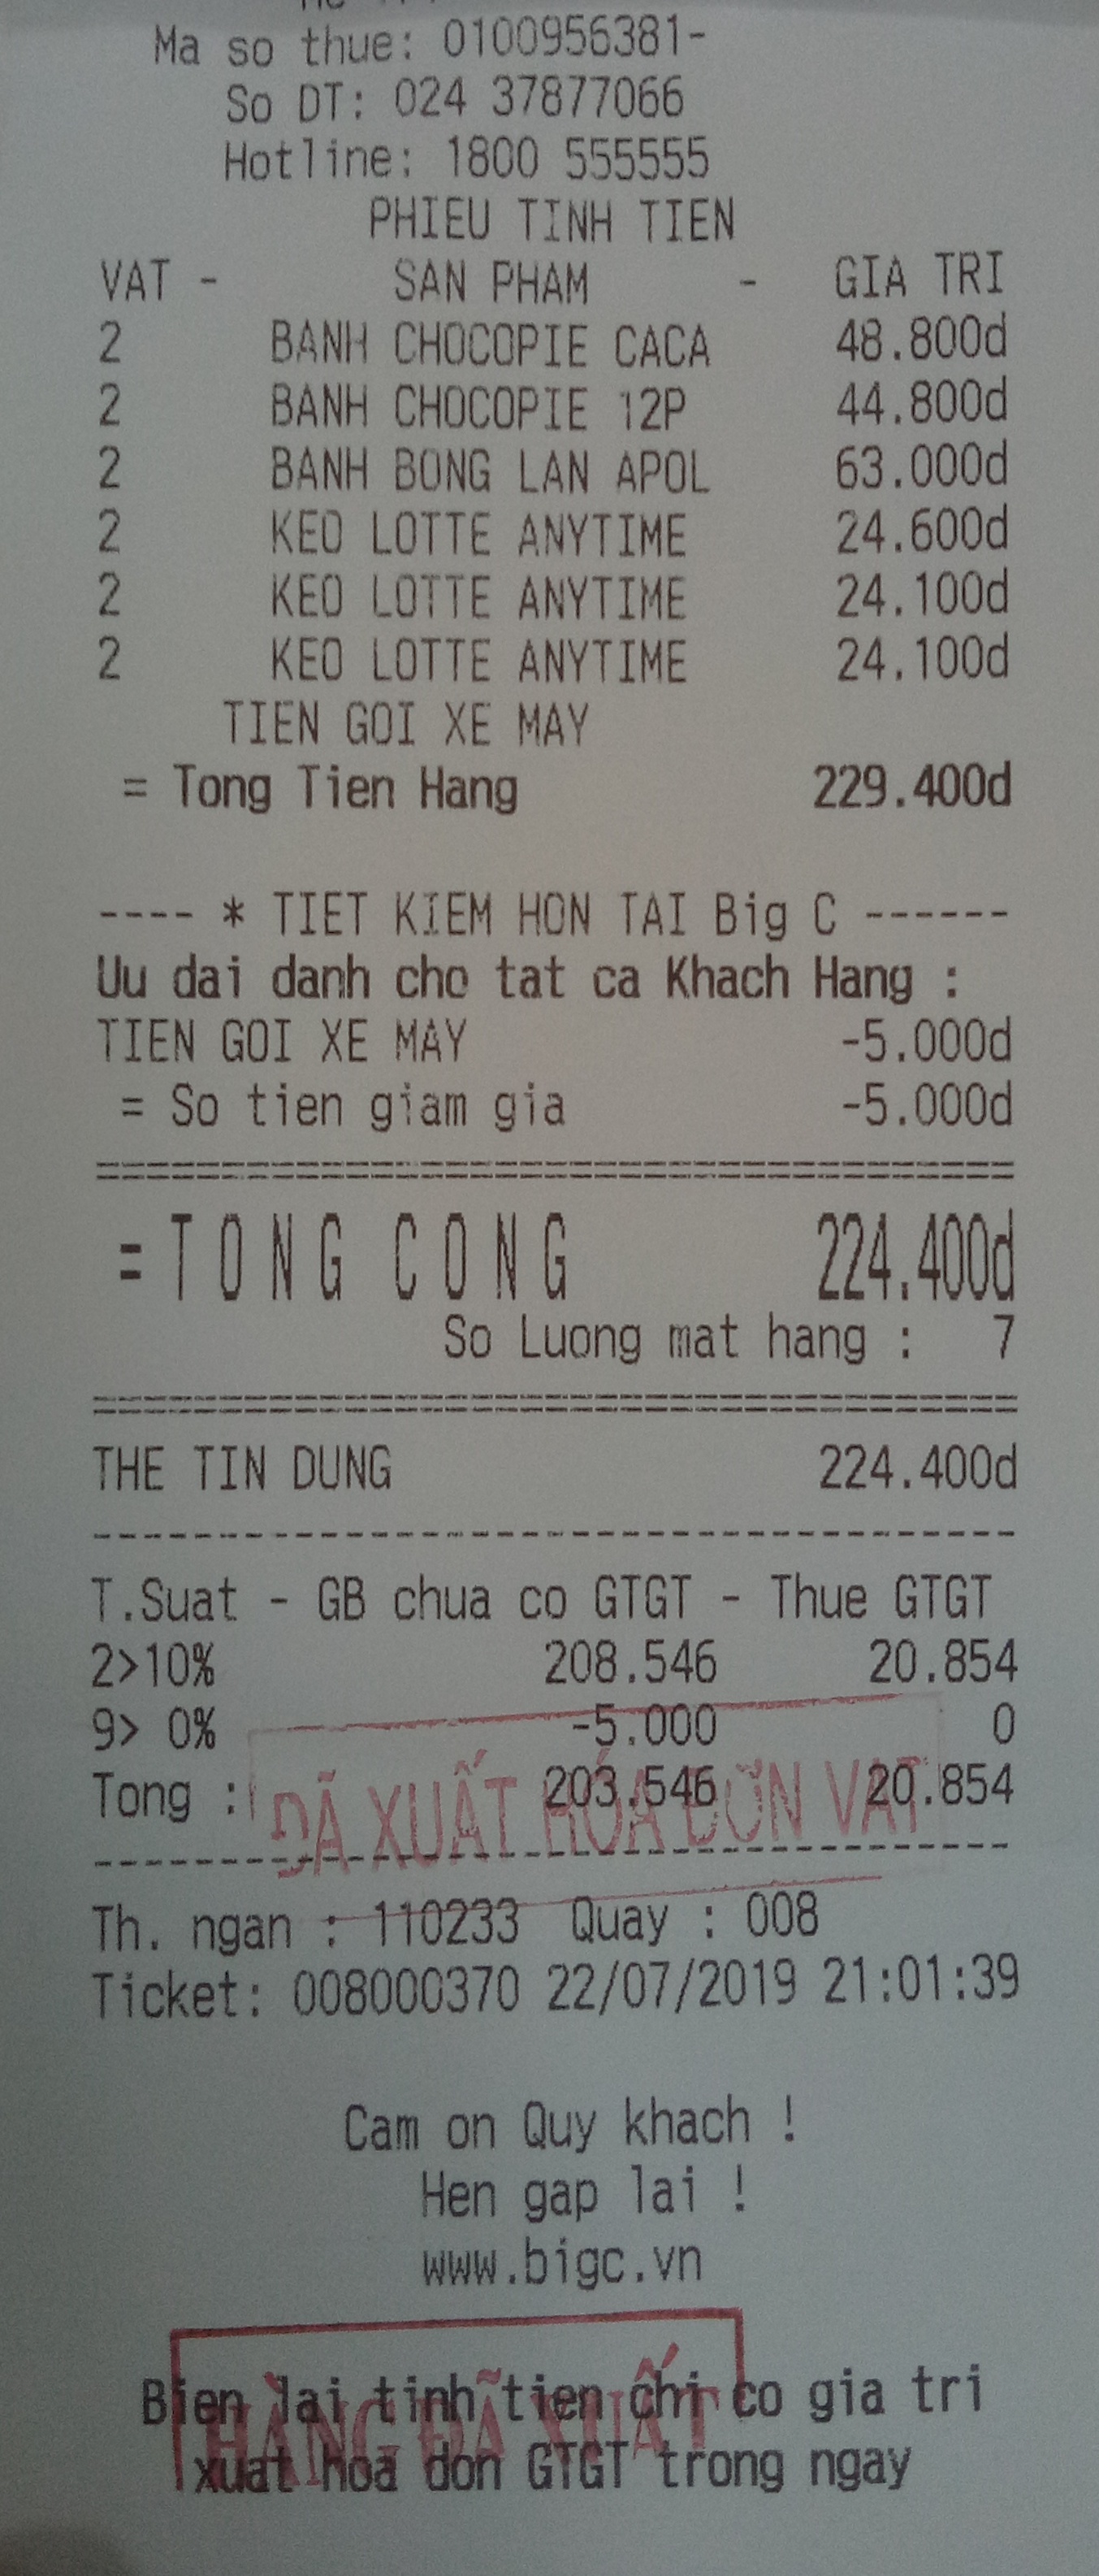 Ma so thue: 0100956381-
So DT: 024 37877066
Hotline: 1800 555555
PHIEU TINH TIEN
VAT - SAN PHAM - GIA TRI
2 BANH CHOCOPIE CACA 48.800d
2 BANH CHOCOPIE 12P 44.800d
2 BANH BONG LAN APOL 63.000d
2 KEO LOTTE ANYTIME 24.600d
2 KEO LOTTE ANYTIME 24.100d
2 KEO LOTTE ANYTIME 24.100d
TIEN GOI XE MAY
= Tong Tien Hang 229.400d
---- * TIET KIEM HON TAI Big C ------
Uu dai danh cho tat ca Khach Hang :
TIEN GOI XE MAY -5.000d
= So tien giam gia -5.000d
=====================================
=TONG CONG 224.400d
So Luong mat hang : 7
=====================================
THE TIN DUNG 224.400d
-------------------------------------
T.Suat - GB chua co GTGT - Thue GTGT
2>10% 208.546 20.854
9> 0% -5.000 0
Tong : 203.546 20.854
ĐÃ XUẤT HÓA ĐƠN VAT
-------------------------------------
Th. ngan : 110233 Quay : 008
Ticket: 008000370 22/07/2019 21:01:39
Cam on Quy khach !
Hen gap lai !
www.bigc.vn
Bien lai tinh tien chi co gia tri
HÀNG ĐÃ XUẤT
xuat hoa don GTGT trong ngay